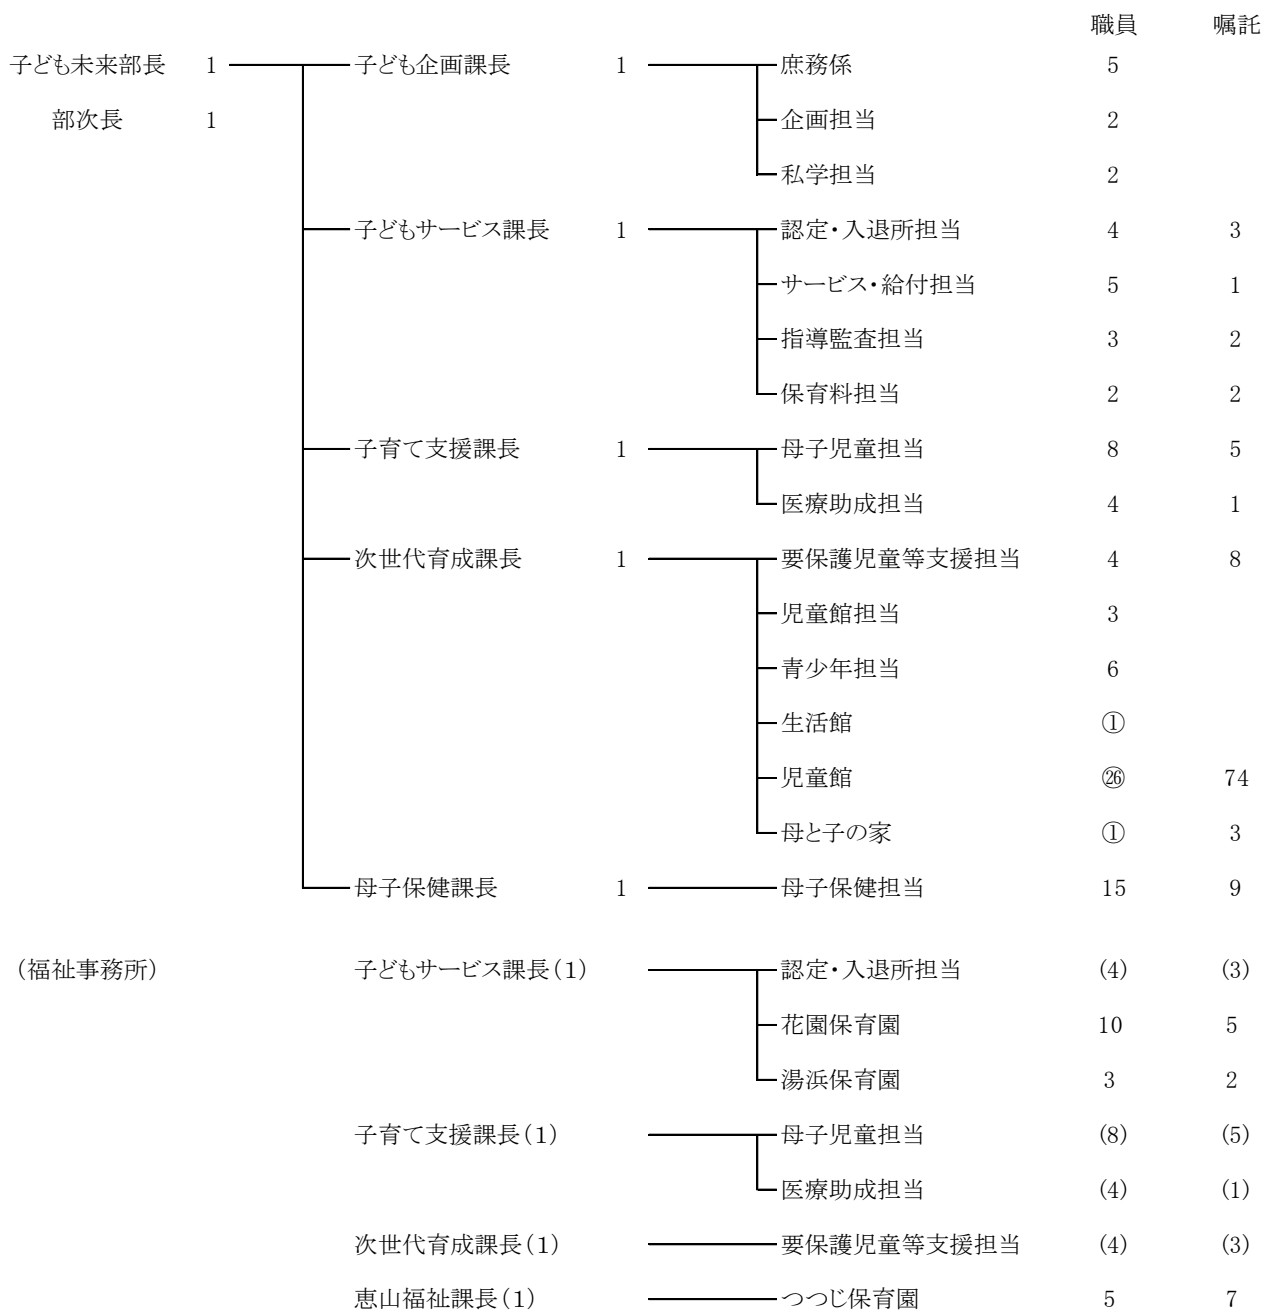 職員 嘱託
子ども未来部長 1 子ども企画課長 1 庶務係 5
部次長 1 企画担当 2
私学担当 2
子どもサービス課長 1 認定・入退所担当 4 3
サービス・給付担当 5 1
指導監査担当 3 2
保育料担当 2 2
子育て支援課長 1 母子児童担当 8 5
医療助成担当 4 1
次世代育成課長 1 要保護児童等支援担当 4 8
児童館担当 3
青少年担当 6
生活館 ①
児童館 ㉖ 74
母と子の家 ① 3
母子保健課長 1 母子保健担当 15 9
(福祉事務所) 子どもサービス課長(1) 認定・入退所担当 (4) (3)
花園保育園 10 5
湯浜保育園 3 2
子育て支援課長(1) 母子児童担当 (8) (5)
医療助成担当 (4) (1)
次世代育成課長(1) 要保護児童等支援担当 (4) (3)
恵山福祉課長(1) つつじ保育園 5 7